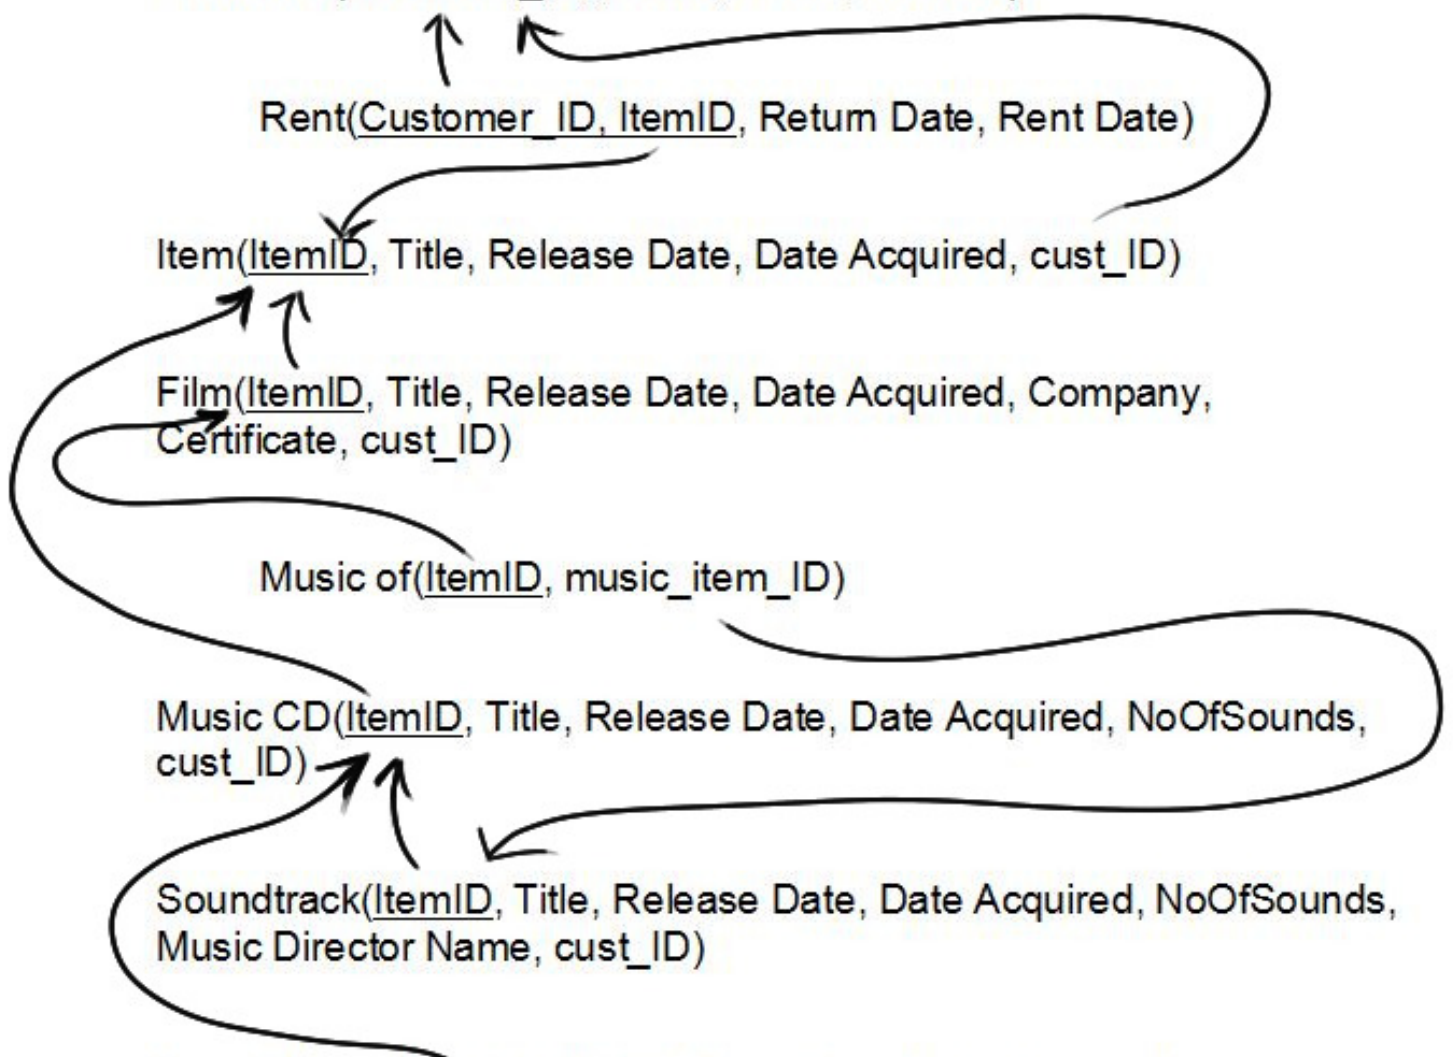 Rent(Customer_ID, ItemID, Return Date, Rent Date)
Item(ItemID, Title, Release Date, Date Acquired, cust_ID)
Film(ItemID, Title, Release Date, Date Acquired, Company,
Certificate, cust_ID)
Music of(ItemID, music_item_ID)
Music CD(ItemID, Title, Release Date, Date Acquired, NoOfSounds,
cust_ID)
Soundtrack(ItemID, Title, Release Date, Date Acquired, NoOfSounds,
Music Director Name, cust_ID)